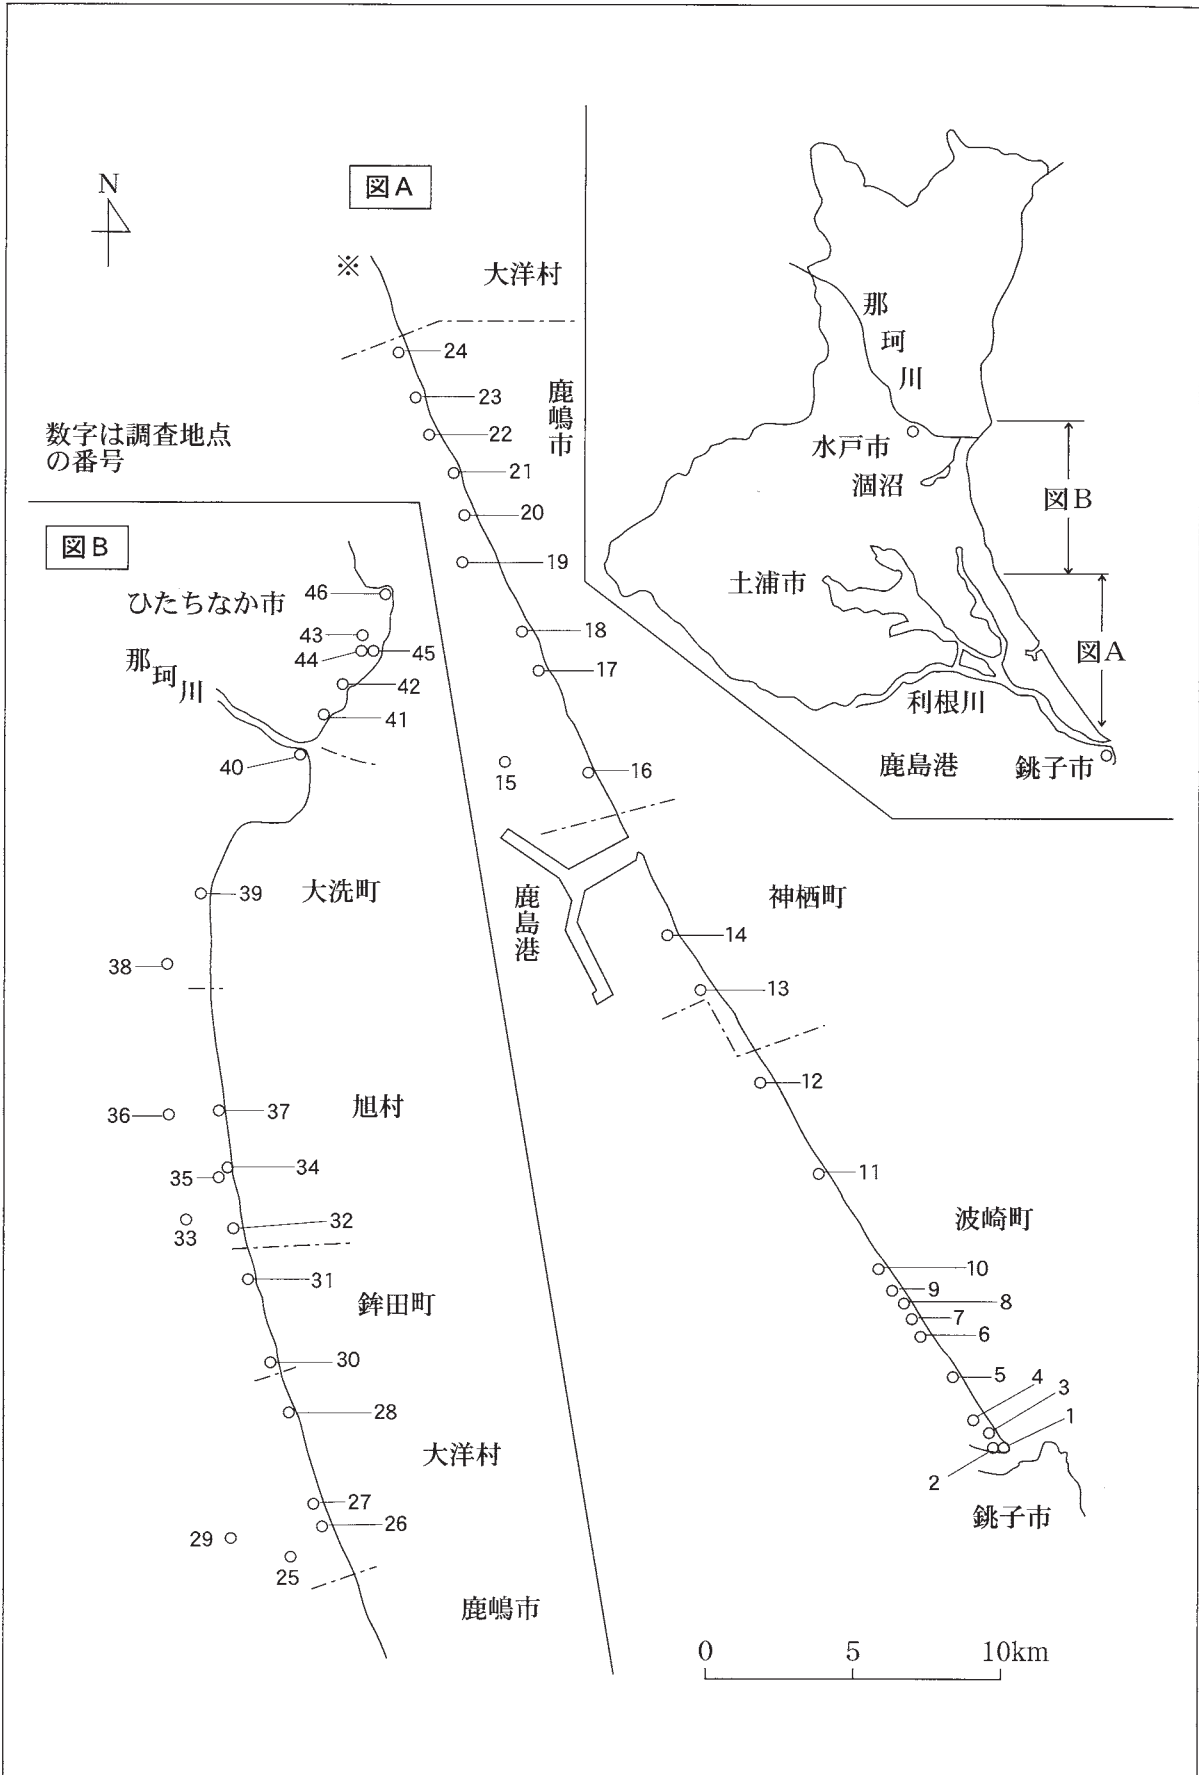 図A
N
※
大洋村
24
23
22
21
20
19
18
17
16
15
鹿嶋市
数字は調査地点
の番号
鹿島港
神栖町
14
13
12
11
波崎町
10
9
8
7
6
5
4
3
1
2
銚子市
0 5 10km
図B
ひたちなか市
46
43
44
45
那珂川
42
41
40
大洗町
39
38
36
37
旭村
34
35
33
32
31
鉾田町
30
28
大洋村
27
26
29
25
鹿嶋市
那珂川
水戸市
涸沼
図B
土浦市
図A
利根川
鹿島港
銚子市